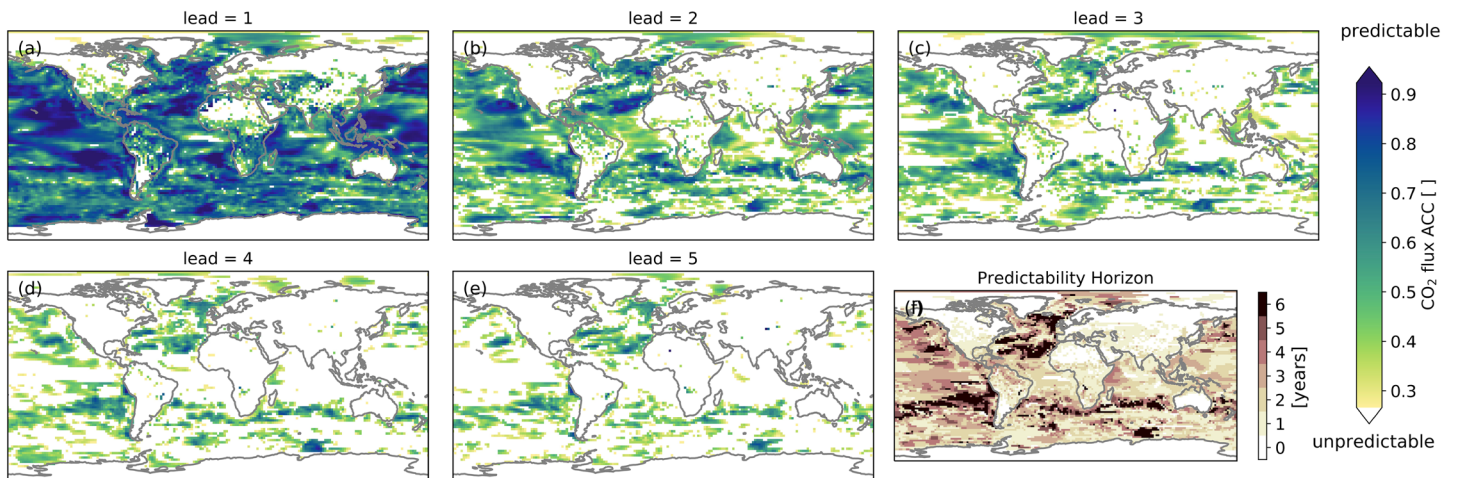 lead = 1
lead = 2
lead = 3
(a)
(b)
(c)
predictable
0.9
0.8
0.7
0.6
0.5
0.4
0.3
CO₂ flux ACC [ ]
unpredictable
lead = 4
lead = 5
Predictability Horizon
(d)
(e)
(f)
6
5
4
3
2
1
0
[years]